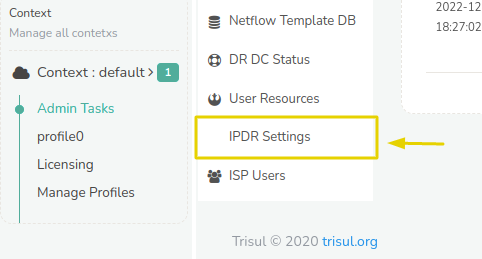 Context
Manage all contetxs
Context : default
1
Admin Tasks
profile0
Licensing
Manage Profiles
Netflow Template DB
DR DC Status
User Resources
IPDR Settings
ISP Users
2022-12
18:27:02
Trisul © 2020 trisul.org